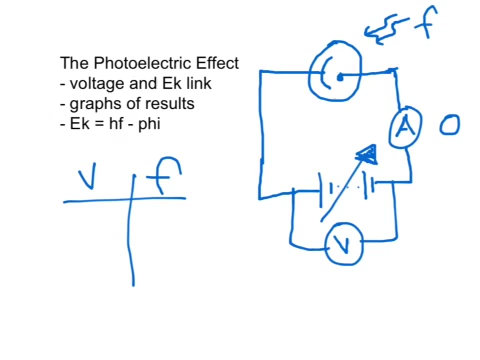 f
The Photoelectric Effect
- voltage and Ek link
- graphs of results
- Ek = hf - phi
A O
V f
V